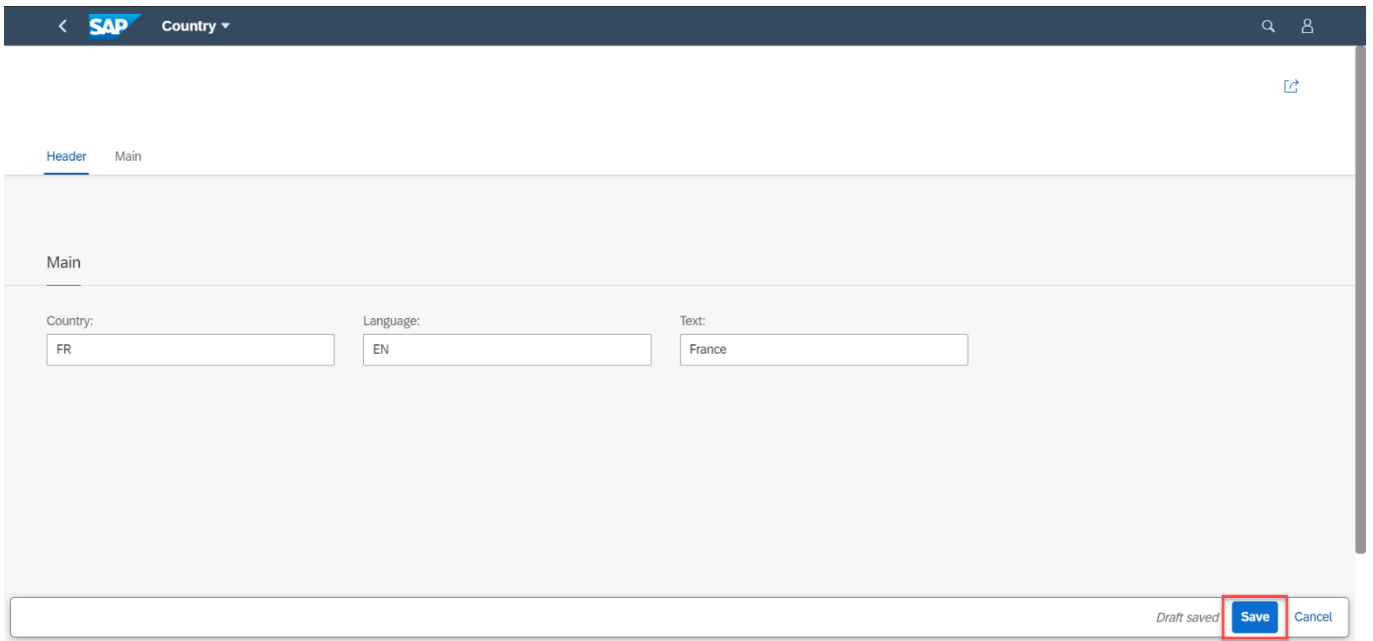 SAP Country
Header Main
Main
Country: Language: Text:
FR EN France
Draft saved Save Cancel